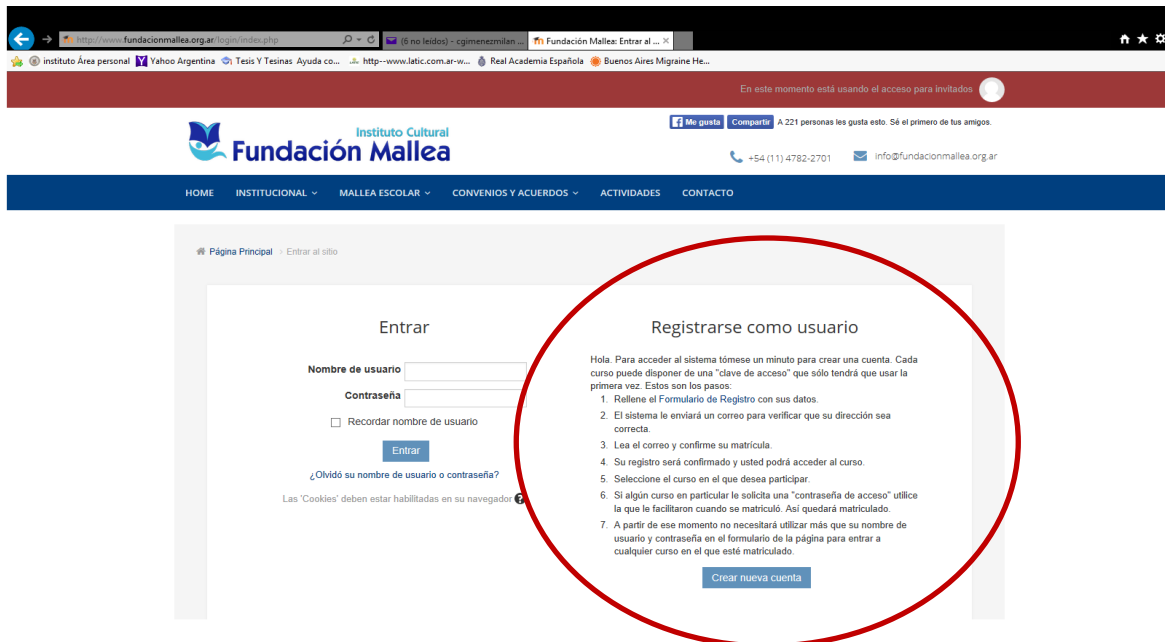 http://www.fundacionmallea.org.ar/login/index.php
(6 no leídos) - cgimenezmilan ...
Fundación Mallea: Entrar al ...
instituto Área personal
Yahoo Argentina
Tesis Y Tesinas Ayuda co...
http--www.latic.com.ar-w...
Real Academia Española
Buenos Aires Migraine He...
En este momento está usando el acceso para invitados
Instituto Cultural
Fundación Mallea
Me gusta
Compartir
A 221 personas les gusta esto. Sé el primero de tus amigos.
+54 (11) 4782-2701
info@fundacionmallea.org.ar
HOME
INSTITUCIONAL
MALLEA ESCOLAR
CONVENIOS Y ACUERDOS
ACTIVIDADES
CONTACTO
Página Principal › Entrar al sitio
Entrar
Nombre de usuario
Contraseña
Recordar nombre de usuario
Entrar
¿Olvidó su nombre de usuario o contraseña?
Las 'Cookies' deben estar habilitadas en su navegador
Registrarse como usuario
Hola. Para acceder al sistema tómese un minuto para crear una cuenta. Cada
curso puede disponer de una "clave de acceso" que sólo tendrá que usar la
primera vez. Estos son los pasos:
1. Rellene el Formulario de Registro con sus datos.
2. El sistema le enviará un correo para verificar que su dirección sea
correcta.
3. Lea el correo y confirme su matrícula.
4. Su registro será confirmado y usted podrá acceder al curso.
5. Seleccione el curso en el que desea participar.
6. Si algún curso en particular le solicita una "contraseña de acceso" utilice
la que le facilitaron cuando se matriculó. Así quedará matriculado.
7. A partir de ese momento no necesitará utilizar más que su nombre de
usuario y contraseña en el formulario de la página para entrar a
cualquier curso en el que esté matriculado.
Crear nueva cuenta